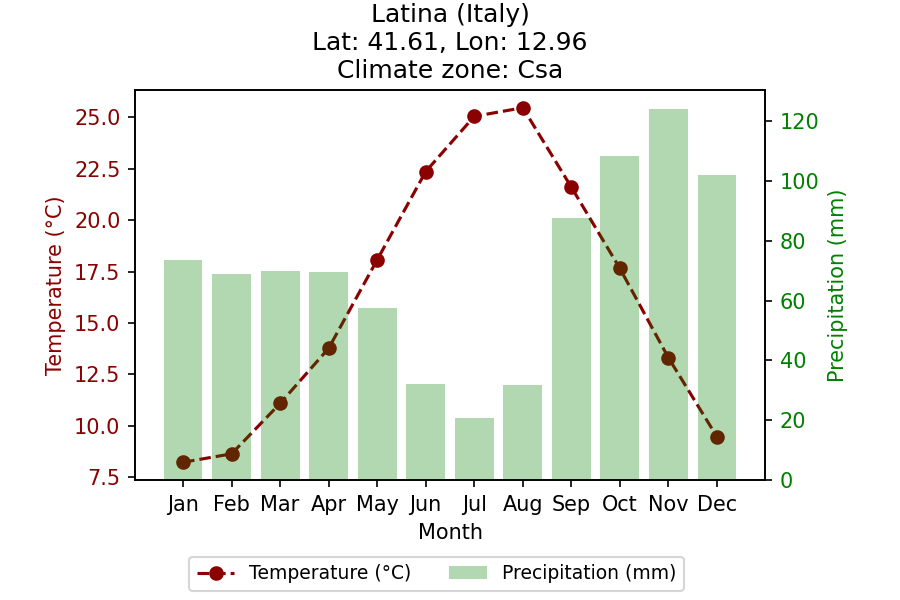 Latina (Italy)
Lat: 41.61, Lon: 12.96
Climate zone: Csa
Temperature (°C)
25.0
22.5
20.0
17.5
15.0
12.5
10.0
7.5
120
100
80
60
40
20
0
Precipitation (mm)
Jan Feb Mar Apr May Jun Jul Aug Sep Oct Nov Dec
Month
Temperature (°C) Precipitation (mm)